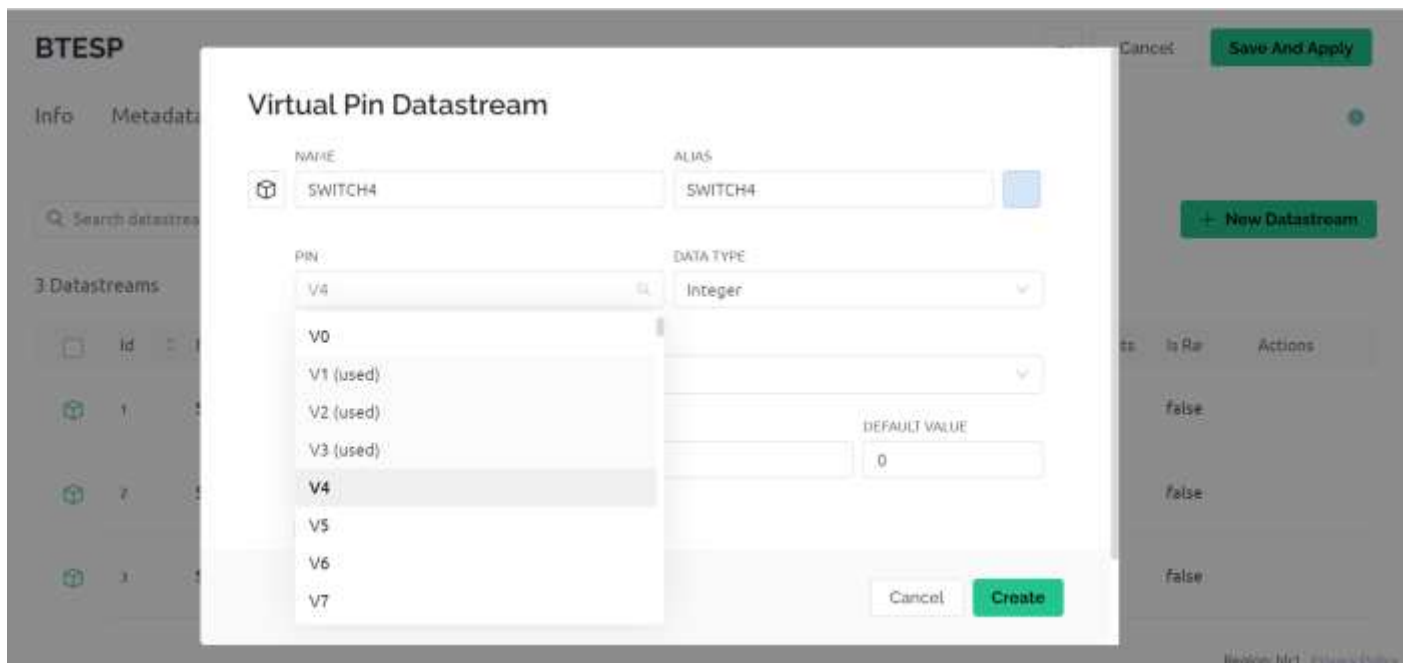 BTESP
Cancel
Save And Apply
Info Metadata
Virtual Pin Datastream
NAME
ALIAS
SWITCH4
SWITCH4
Search datastrea
+ New Datastream
PIN
DATA TYPE
3 Datastreams
V4
Integer
V0
Id
Is Ra
Actions
V1 (used)
V2 (used)
1
false
DEFAULT VALUE
V3 (used)
0
V4
2
false
V5
V6
3
false
V7
Cancel
Create